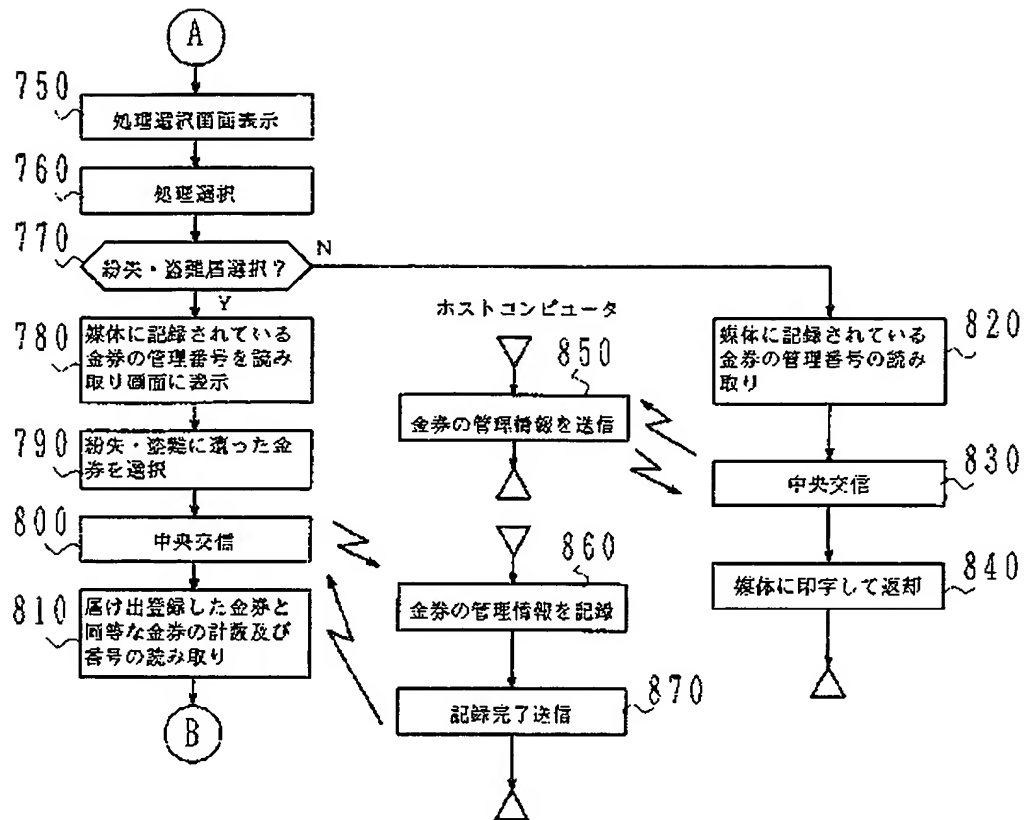 A
750
処理選択画面表示
760
処理選択
770
紛失・盗難届選択?
N
Y
780
媒体に記録されている
金券の管理番号を読み
取り画面に表示
790
紛失・盗難に遭った金
券を選択
800
中央交信
810
届け出登録した金券と
同等な金券の計数及び
番号の読み取り
B
ホストコンピュータ
850
金券の管理情報を送信
860
金券の管理情報を記録
870
記録完了送信
820
媒体に記録されている
金券の管理番号の読み
取り
830
中央交信
840
媒体に印字して返却